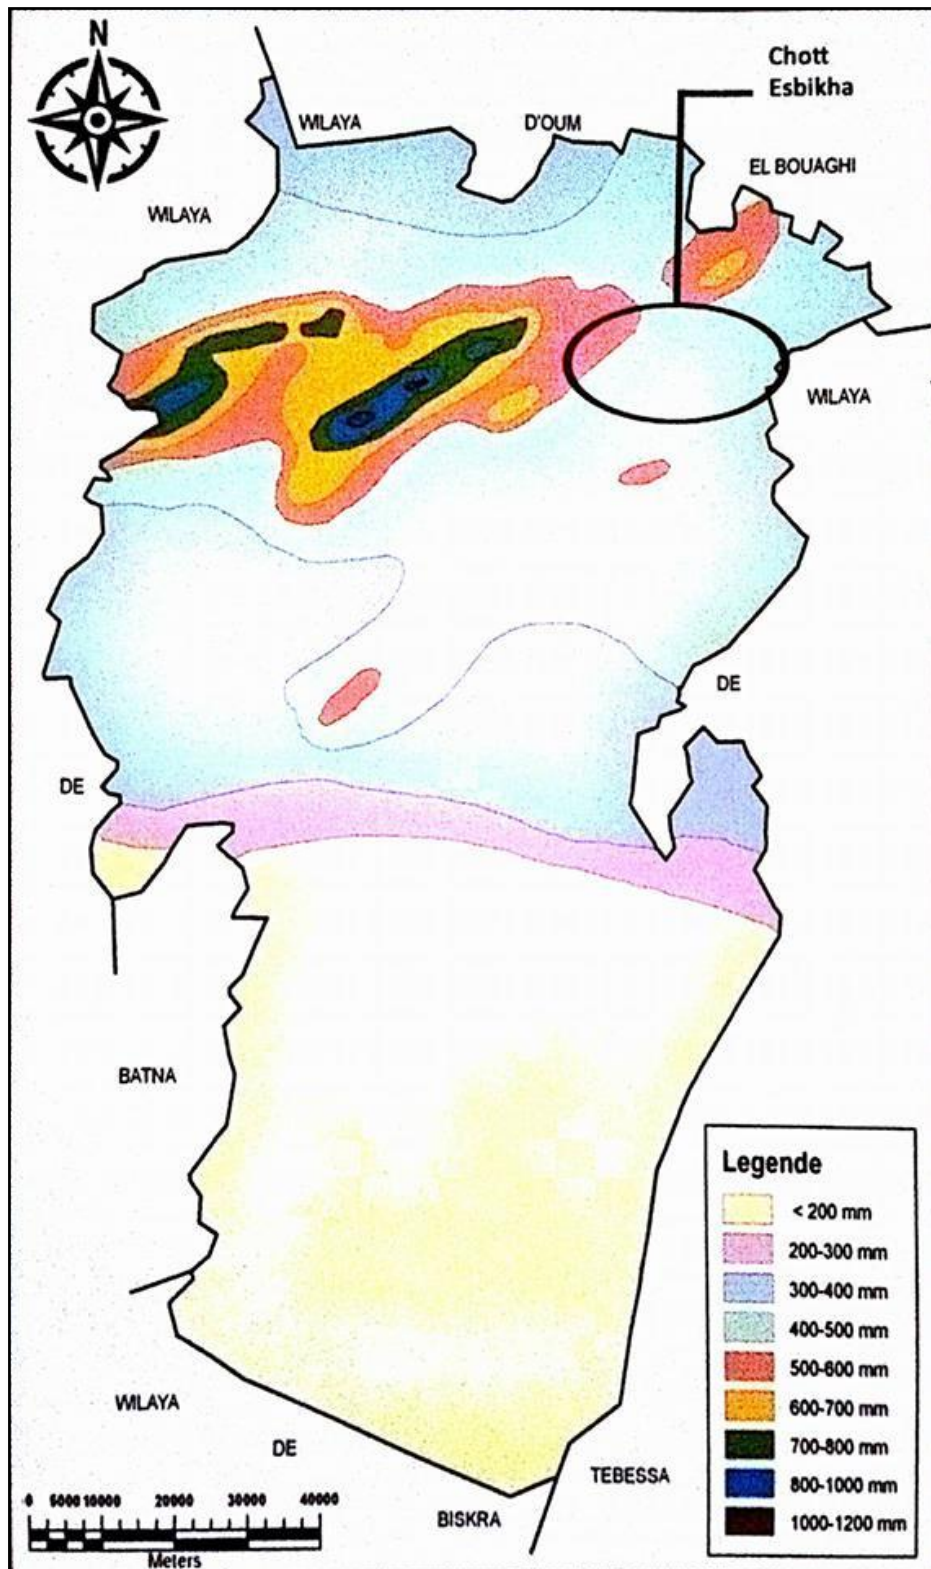 N
Chott
Esbikha
WILAYA
D'OUM
EL BOUAGHI
WILAYA
WILAYA
DE
DE
BATNA
Legende
< 200 mm
200-300 mm
300-400 mm
400-500 mm
500-600 mm
600-700 mm
700-800 mm
800-1000 mm
1000-1200 mm
WILAYA
DE
TEBESSA
BISKRA
0 5000 10000 20000 30000 40000
Meters